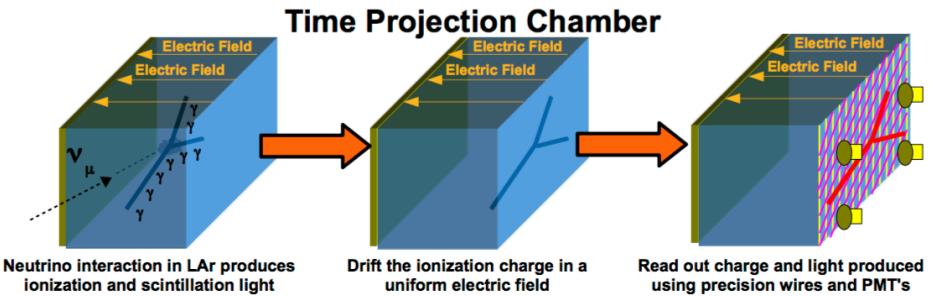 Time Projection Chamber
Electric Field
Electric Field
ν μ
γ
γ
γ γ γ
γ
γ
γ
Neutrino interaction in LAr produces
ionization and scintillation light
Electric Field
Electric Field
Drift the ionization charge in a
uniform electric field
Electric Field
Electric Field
Read out charge and light produced
using precision wires and PMT's